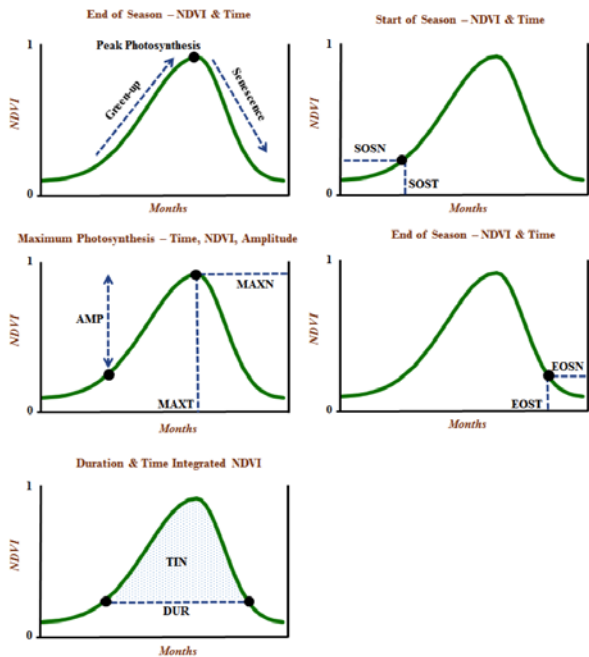 End of Season – NDVI & Time
1
Peak Photosynthesis
Green-up
Senescence
NDVI
0
Months
Start of Season – NDVI & Time
1
NDVI
SOSN
SOST
0
Months
Maximum Photosynthesis – Time, NDVI, Amplitude
1
MAXN
AMP
NDVI
MAXT
0
Months
End of Season – NDVI & Time
1
NDVI
EOSN
EOST
0
Months
Duration & Time Integrated NDVI
1
NDVI
TIN
DUR
0
Months